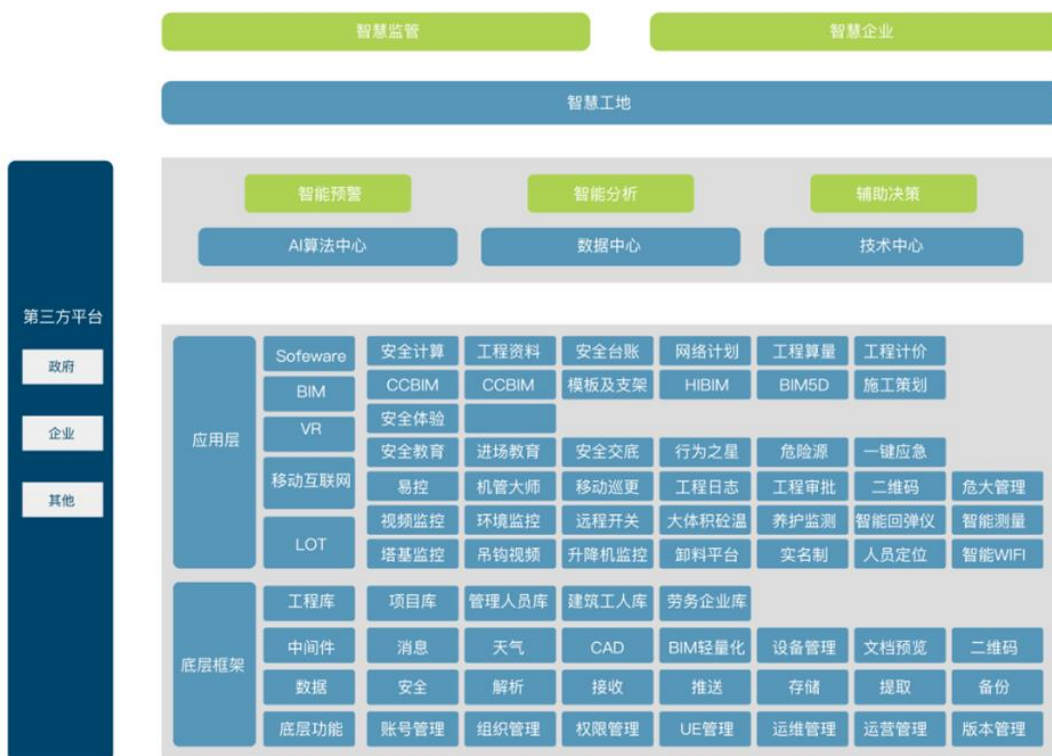 智慧监管 智慧企业
智慧工地
智能预警 智能分析 辅助决策
AI算法中心 数据中心 技术中心
第三方平台
政府
企业
其他
应用层
Sofeware 安全计算 工程资料 安全台账 网络计划 工程算量 工程计价
BIM CCBIM CCBIM 模板及支架 HIBIM BIM5D 施工策划
VR 安全体验
安全教育 进场教育 安全交底 行为之星 危险源 一键应急
移动互联网 易控 机管大师 移动巡更 工程日志 工程审批 二维码 危大管理
LOT 视频监控 环境监控 远程开关 大体积砼温 养护监测 智能回弹仪 智能测量
塔基监控 吊钩视频 升降机监控 卸料平台 实名制 人员定位 智能WIFI
底层框架
工程库 项目库 管理人员库 建筑工人库 劳务企业库
中间件 消息 天气 CAD BIM轻量化 设备管理 文档预览 二维码
数据 安全 解析 接收 推送 存储 提取 备份
底层功能 账号管理 组织管理 权限管理 UE管理 运维管理 运营管理 版本管理